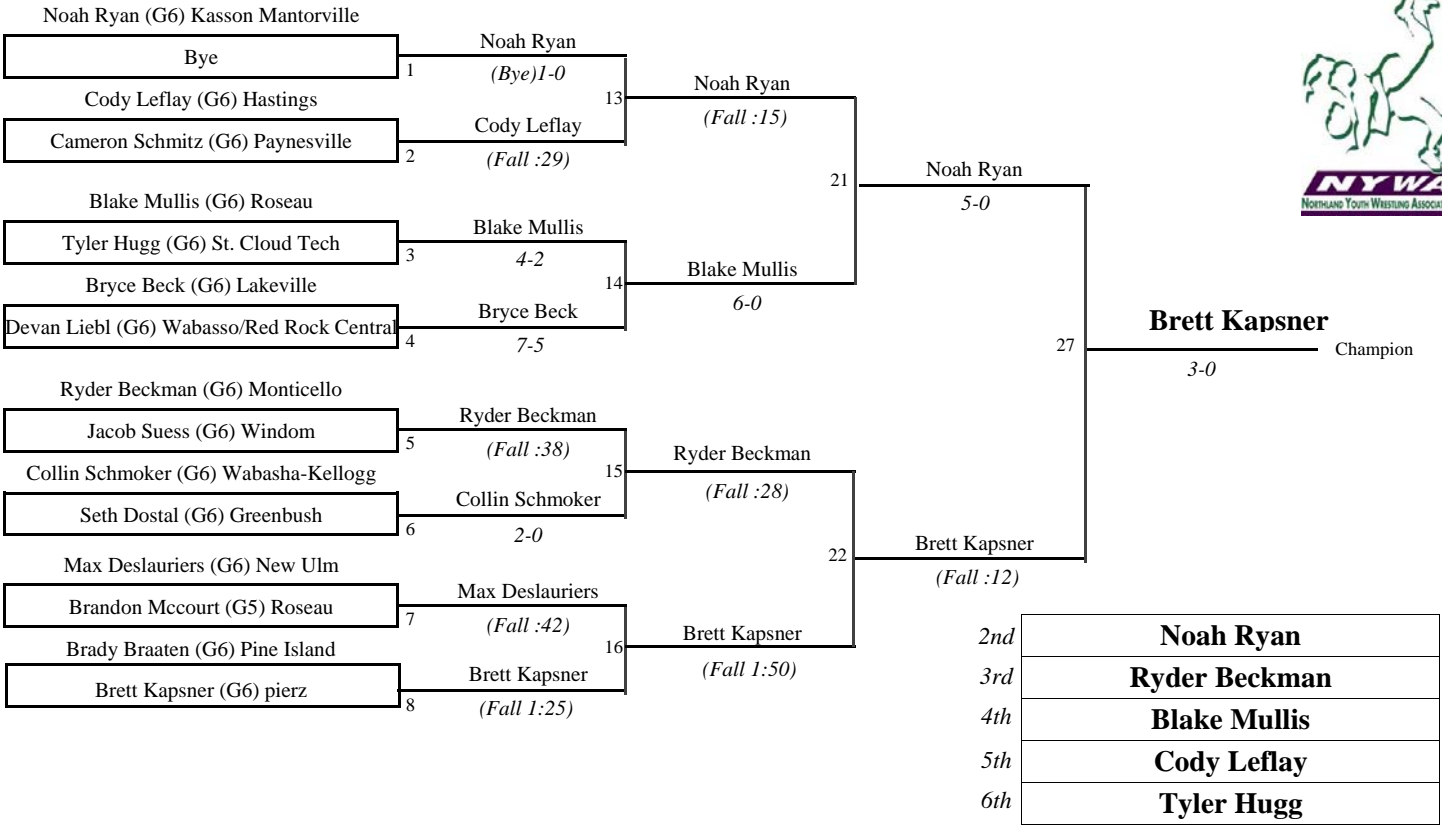 Noah Ryan (G6) Kasson Mantorville
Bye
1
Noah Ryan
(Bye)1-0
Cody Leflay (G6) Hastings
Cameron Schmitz (G6) Paynesville
2
Cody Leflay
(Fall :29)
13
Noah Ryan
(Fall :15)
Blake Mullis (G6) Roseau
Tyler Hugg (G6) St. Cloud Tech
3
Blake Mullis
4-2
Bryce Beck (G6) Lakeville
Devan Liebl (G6) Wabasso/Red Rock Central
4
Bryce Beck
7-5
14
Blake Mullis
6-0
21
Noah Ryan
5-0
Ryder Beckman (G6) Monticello
Jacob Suess (G6) Windom
5
Ryder Beckman
(Fall :38)
Collin Schmoker (G6) Wabasha-Kellogg
Seth Dostal (G6) Greenbush
6
Collin Schmoker
2-0
15
Ryder Beckman
(Fall :28)
Max Deslauriers (G6) New Ulm
Brandon Mccourt (G5) Roseau
7
Max Deslauriers
(Fall :42)
Brady Braaten (G6) Pine Island
Brett Kapsner (G6) pierz
8
Brett Kapsner
(Fall 1:25)
16
Brett Kapsner
(Fall 1:50)
22
Brett Kapsner
(Fall :12)
27
Brett Kapsner
3-0
Champion
NYWA
NORTHLAND YOUTH WRESTLING
2nd Noah Ryan
3rd Ryder Beckman
4th Blake Mullis
5th Cody Leflay
6th Tyler Hugg